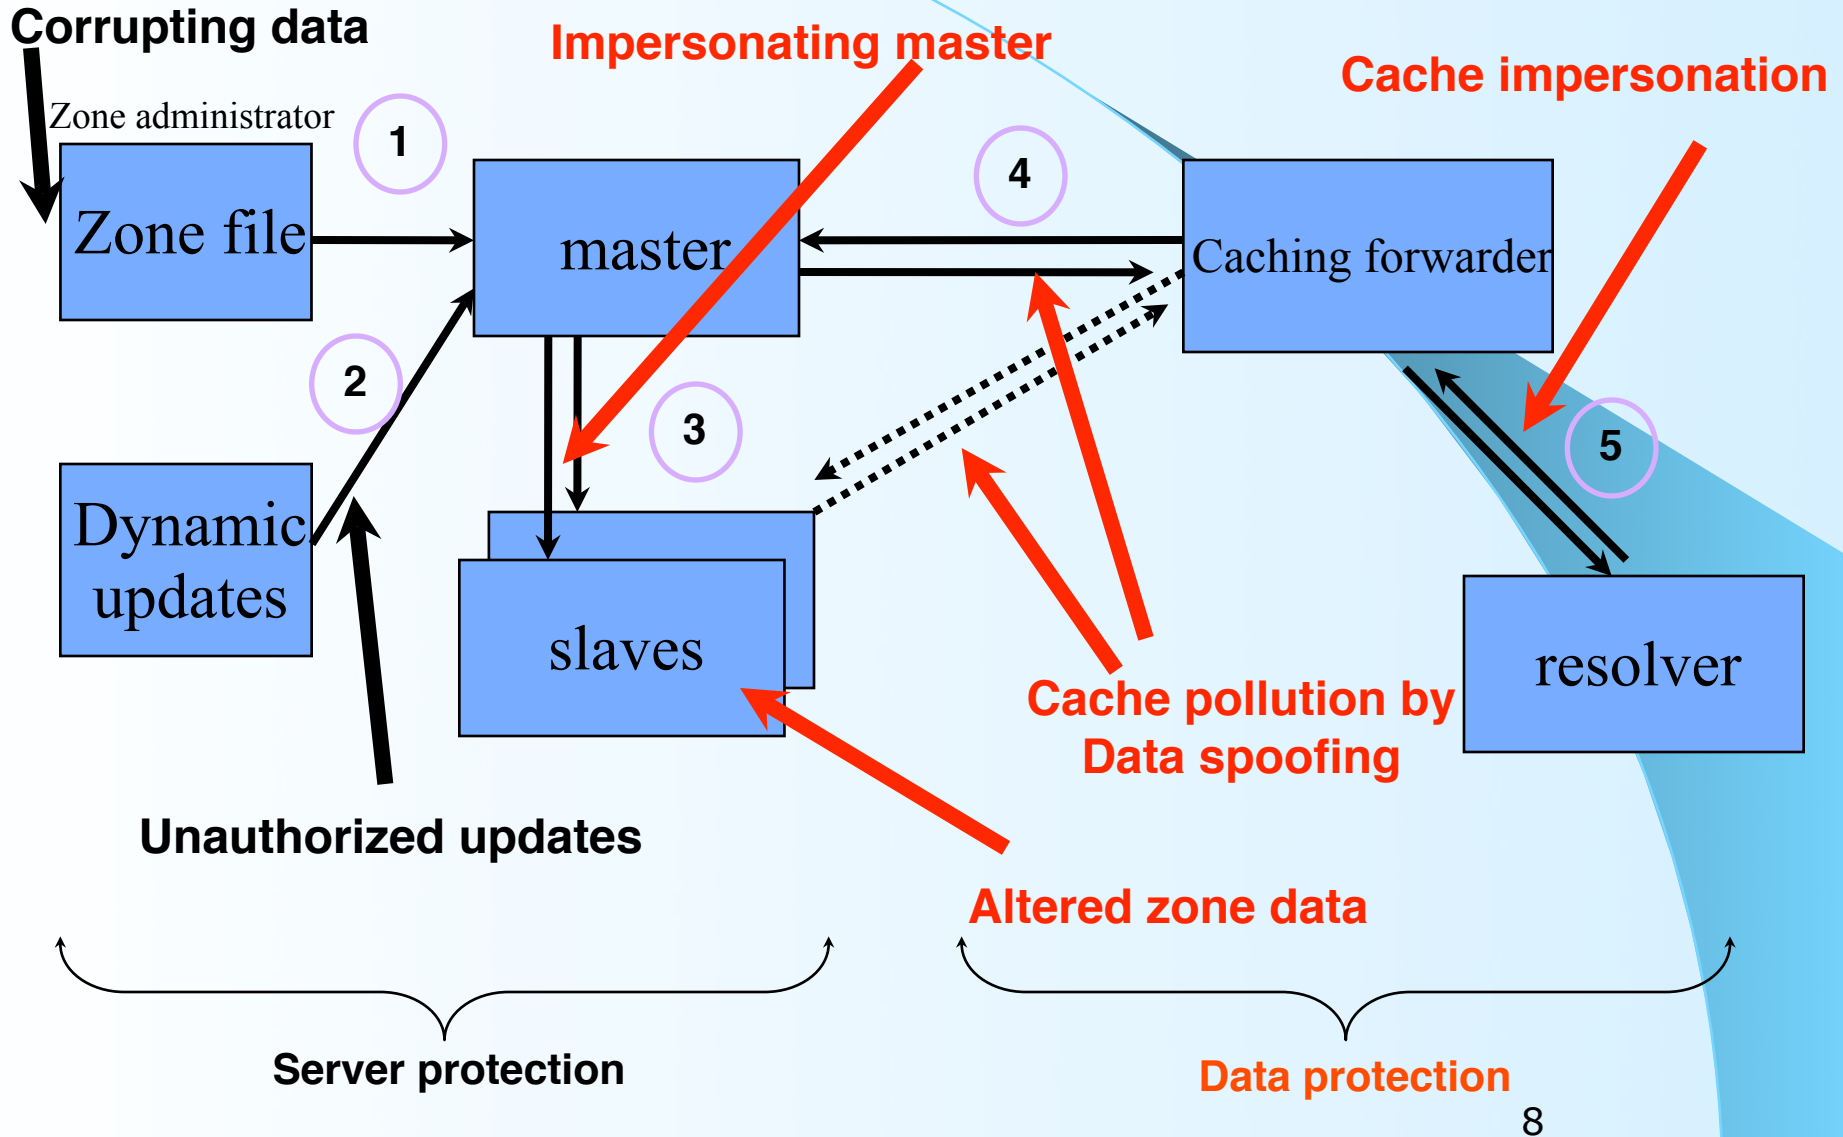 Corrupting data
Impersonating master
Cache impersonation
Zone administrator
1
4
Zone file
master
Caching forwarder
2
3
5
Dynamic
updates
slaves
resolver
Cache pollution by
Data spoofing
Unauthorized updates
Altered zone data
Server protection
Data protection
8